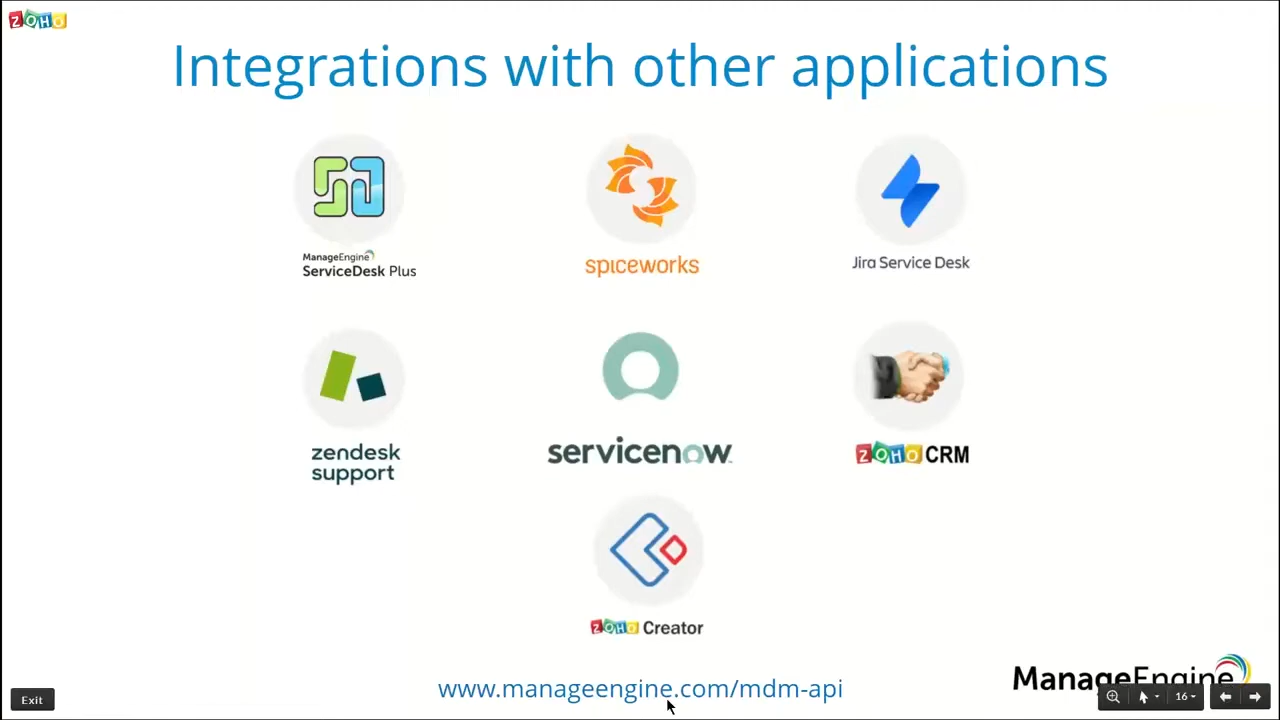 ZOHO
Integrations with other applications
ManageEngine
ServiceDesk Plus
spiceworks
Jira Service Desk
zendesk
support
servicenow™
ZOHO CRM
ZOHO Creator
www.manageengine.com/mdm-api
ManageEngine
Exit
16